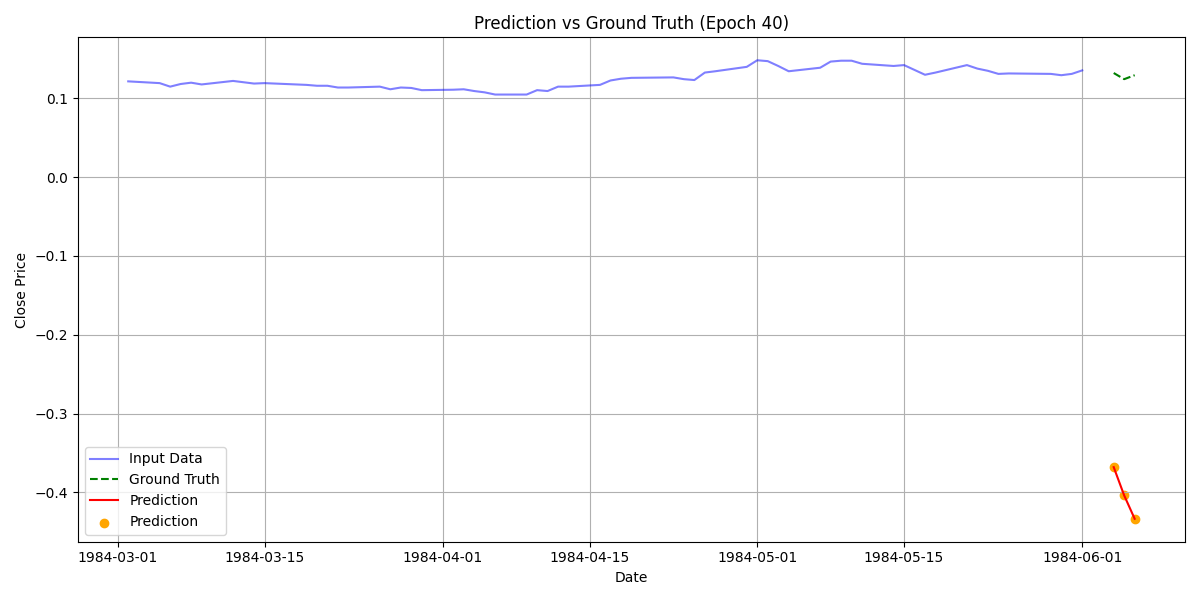 Prediction vs Ground Truth (Epoch 40)
Close Price
0.1
0.0
−0.1
−0.2
−0.3
−0.4
Input Data
Ground Truth
Prediction
Prediction
1984-03-01
1984-03-15
1984-04-01
1984-04-15
1984-05-01
1984-05-15
1984-06-01
Date